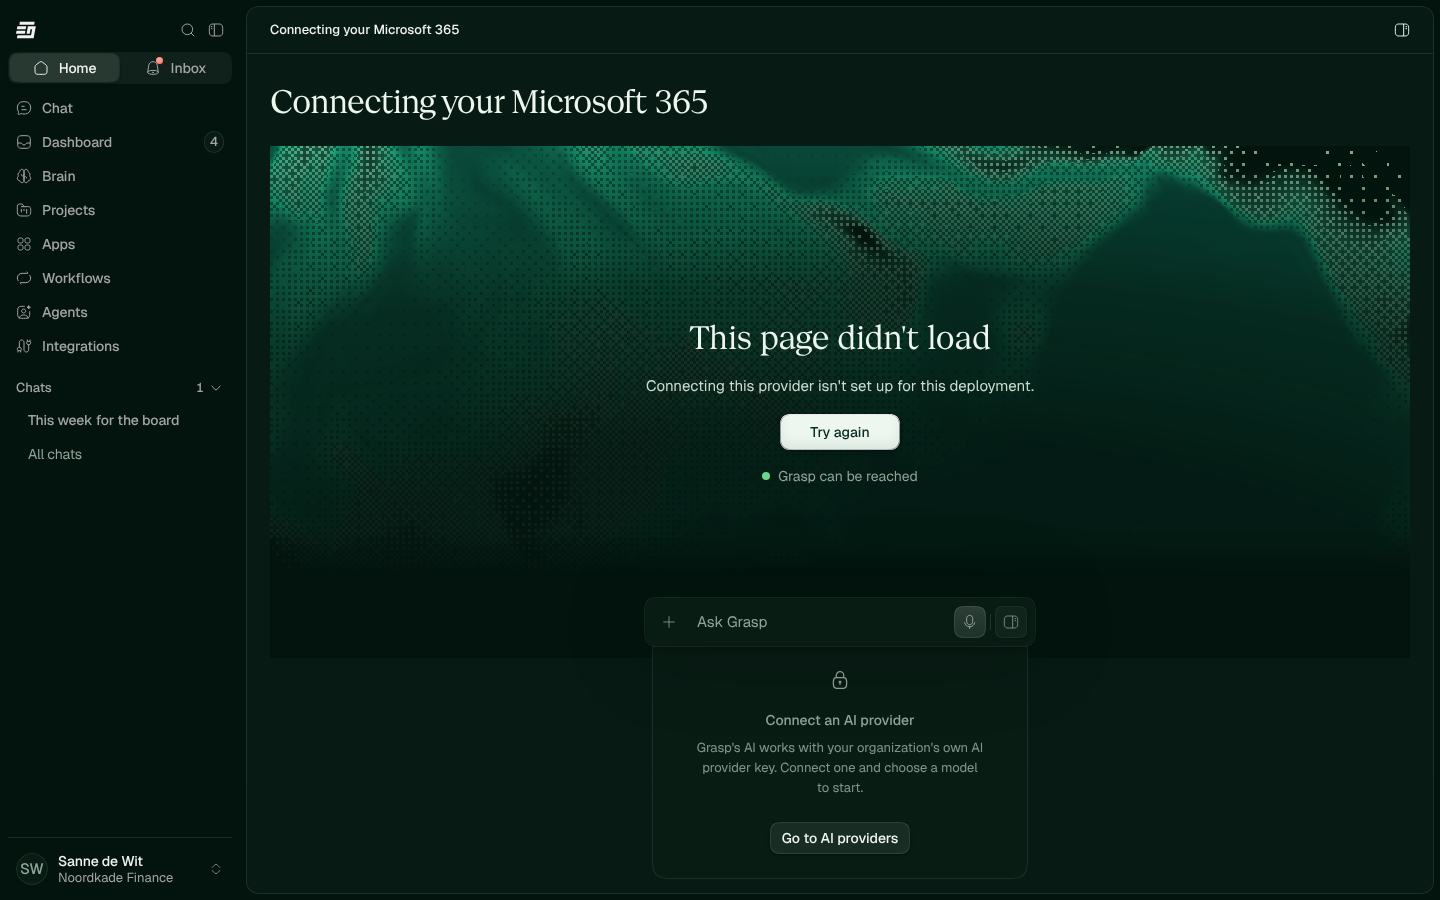 Connecting your Microsoft 365
Home
Inbox
Chat
Dashboard
4
Brain
Projects
Apps
Workflows
Agents
Integrations
Chats
1
This week for the board
All chats
Connecting your Microsoft 365
This page didn't load
Connecting this provider isn't set up for this deployment.
Try again
Grasp can be reached
Ask Grasp
Connect an AI provider
Grasp's AI works with your organization's own AI
provider key. Connect one and choose a model
to start.
Go to AI providers
SW
Sanne de Wit
Noordkade Finance